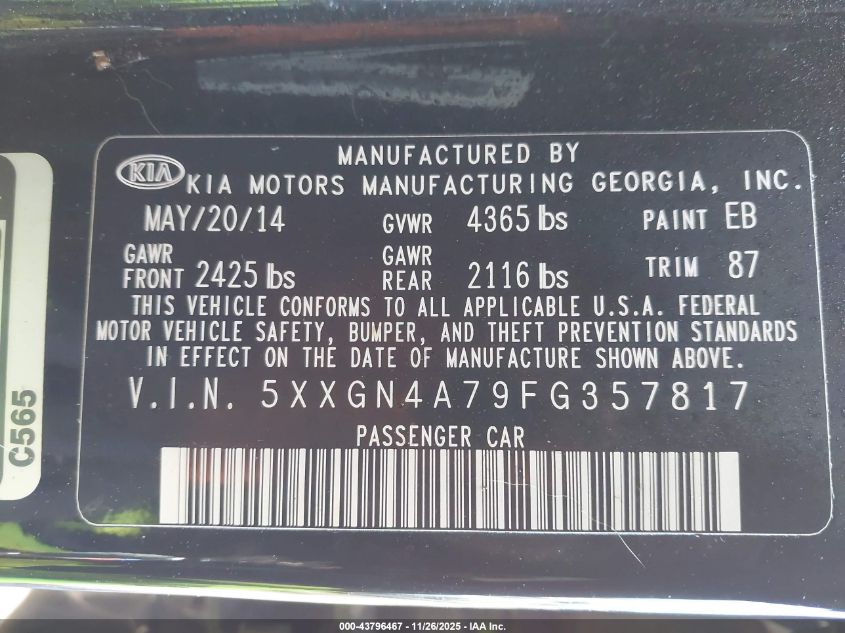 KIA
MANUFACTURED BY
KIA MOTORS MANUFACTURING GEORGIA, INC.
MAY/20/14 GVWR 4365 lbs PAINT EB
GAWR FRONT 2425 lbs GAWR REAR 2116 lbs TRIM 87
THIS VEHICLE CONFORMS TO ALL APPLICABLE U.S.A. FEDERAL
MOTOR VEHICLE SAFETY, BUMPER, AND THEFT PREVENTION STANDARDS
IN EFFECT ON THE DATE OF MANUFACTURE SHOWN ABOVE.
V.I.N. 5XXGN4A79FG357817
PASSENGER CAR
C565
000-43796467 - 11/26/2025 - IAA Inc.